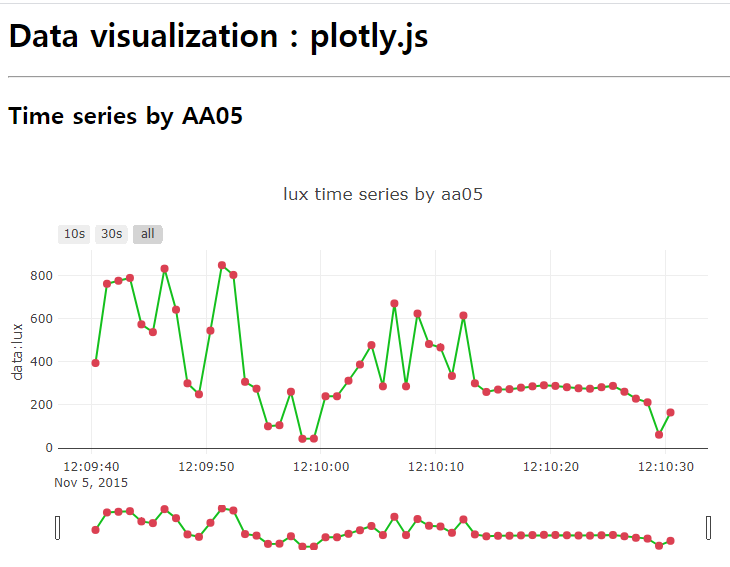 Data visualization : plotly.js
Time series by AA05
lux time series by aa05
10s 30s all
data:lux
800
600
400
200
0
12:09:40 12:09:50 12:10:00 12:10:10 12:10:20 12:10:30
Nov 5, 2015